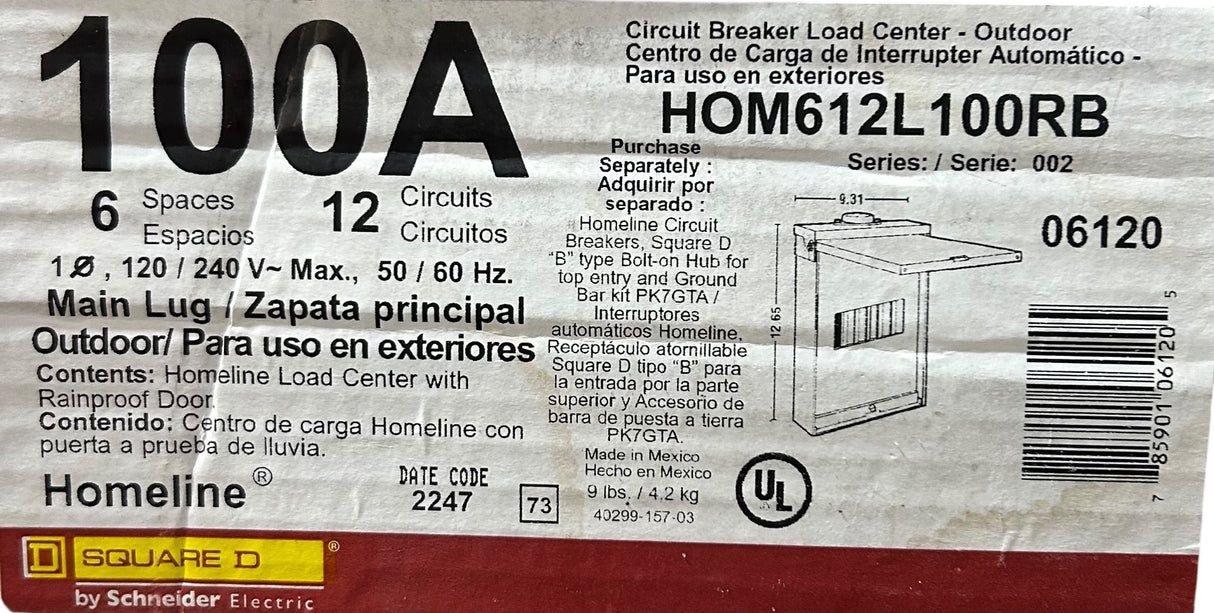 100A
6 Spaces
Espacios
12 Circuits
Circuitos
1Ø, 120 / 240 V~ Max., 50 / 60 Hz.
Main Lug / Zapata principal
Outdoor/ Para uso en exteriores
Contents: Homeline Load Center with
Rainproof Door.
Contenido: Centro de carga Homeline con
puerta a prueba de lluvia.
Homeline®
DATE CODE
2247
73
Circuit Breaker Load Center - Outdoor
Centro de Carga de Interrupter Automático -
Para uso en exteriores
HOM612L100RB
Series: / Serie: 002
Purchase
Separately :
Adquirir por
separado :
Homeline Circuit
Breakers, Square D
"B" type Bolt-on Hub for
top entry and Ground
Bar kit PK7GTA /
Interruptores
automáticos Homeline,
Receptáculo atornillable
Square D tipo "B" para
la entrada por la parte
superior y Accesorio de
barra de puesta a tierra
PK7GTA.
Made in Mexico
Hecho en Mexico
9 lbs. / 4.2 kg
40299-157-03
9.31
12.65
UL
06120
7 85901 06120 5
D SQUARE D®
by Schneider Electric